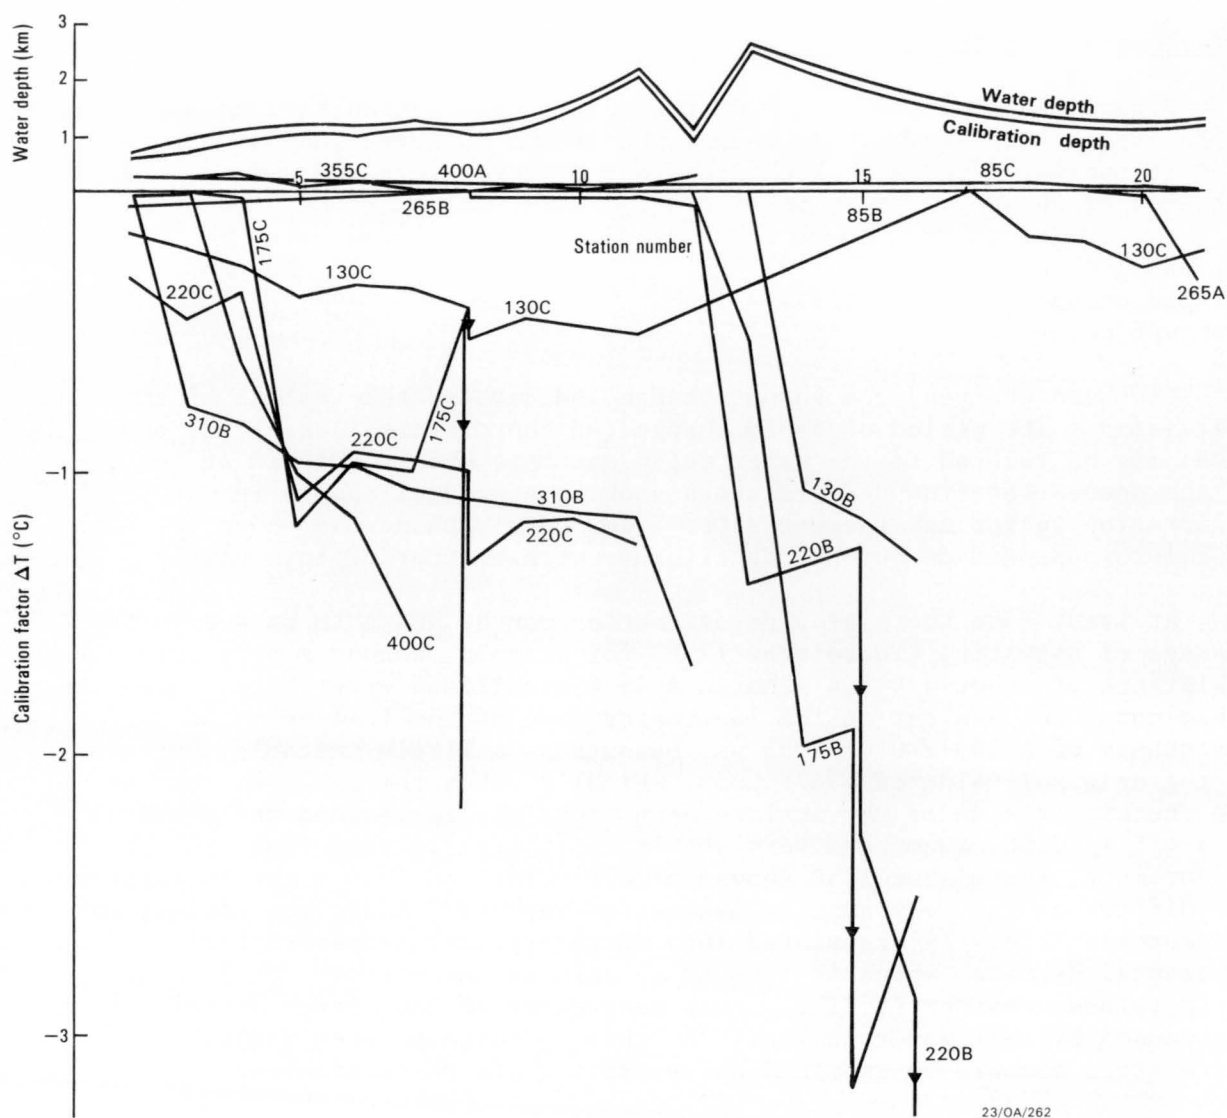 3
2
1
Water depth (km)
Water depth
Calibration depth
355C
400A
85C
5
10
15
20
265B
85B
Station number
175C
130C
220C
130C
130C
265A
310B
220C
175C
310B
220C
130B
220B
400C
175B
220B
-1
-2
-3
Calibration factor ΔT (°C)
23/OA/262